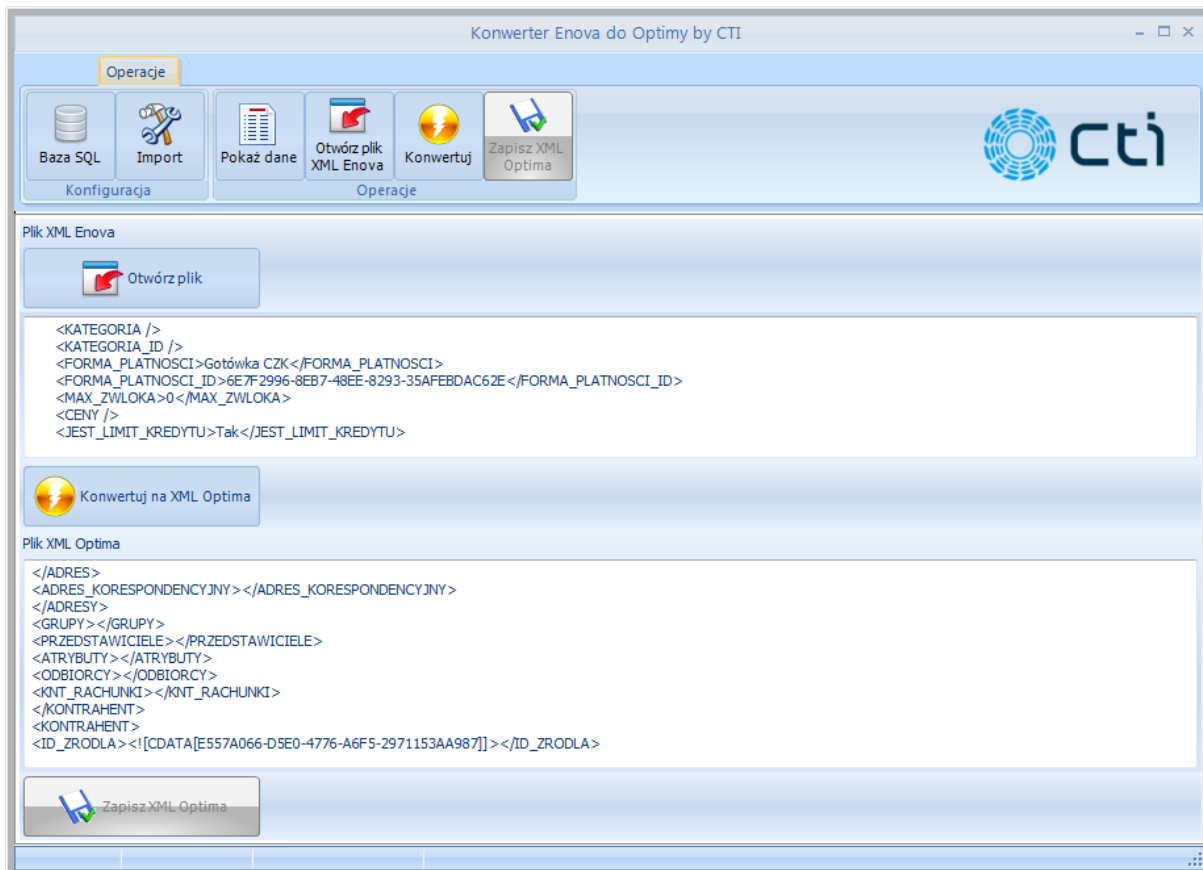 Konwerter Enova do Optimy by CTI
Operacje
Baza SQL
Import
Pokaż dane
Otwórz plik
XML Enova
Konwertuj
Zapisz XML
Optima
Konfiguracja
Operacje
cti
Plik XML Enova
Otwórz plik
<KATEGORIA />
<KATEGORIA_ID />
<FORMA_PLATNOSCI>Gotówka CZK</FORMA_PLATNOSCI>
<FORMA_PLATNOSCI_ID>6E7F2996-8EB7-48EE-8293-35AFEBDAC62E</FORMA_PLATNOSCI_ID>
<MAX_ZWLOKA>0</MAX_ZWLOKA>
<CENY />
<JEST_LIMIT_KREDYTU>Tak</JEST_LIMIT_KREDYTU>
Konwertuj na XML Optima
Plik XML Optima
</ADRES>
<ADRES_KORESPONDENCYJNY></ADRES_KORESPONDENCYJNY>
</ADRESY>
<GRUPY></GRUPY>
<PRZEDSTAWICIELE></PRZEDSTAWICIELE>
<ATRYBUTY></ATRYBUTY>
<ODBIORCY></ODBIORCY>
<KNT_RACHUNKI></KNT_RACHUNKI>
</KONTRAHENT>
<KONTRAHENT>
<ID_ZRODLA><![CDATA[E557A066-D5E0-4776-A6F5-2971153AA987]]></ID_ZRODLA>
Zapisz XML Optima